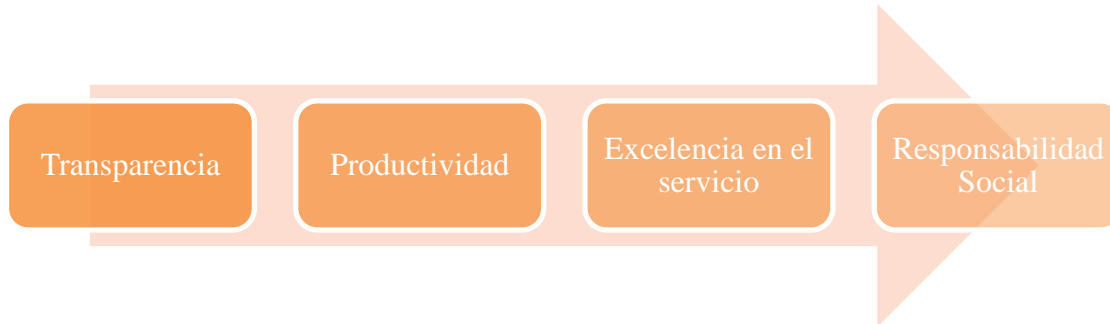 Transparencia
Productividad
Excelencia en el
servicio
Responsabilidad
Social